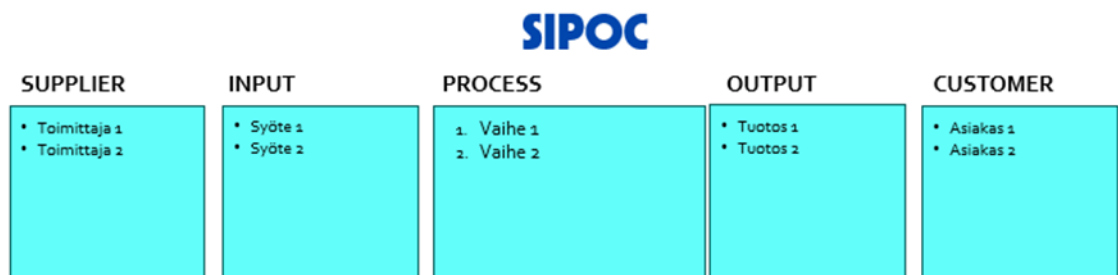 SIPOC
SUPPLIER
• Toimittaja 1
• Toimittaja 2
INPUT
• Syöte 1
• Syöte 2
PROCESS
1. Vaihe 1
2. Vaihe 2
OUTPUT
• Tuotos 1
• Tuotos 2
CUSTOMER
• Asiakas 1
• Asiakas 2